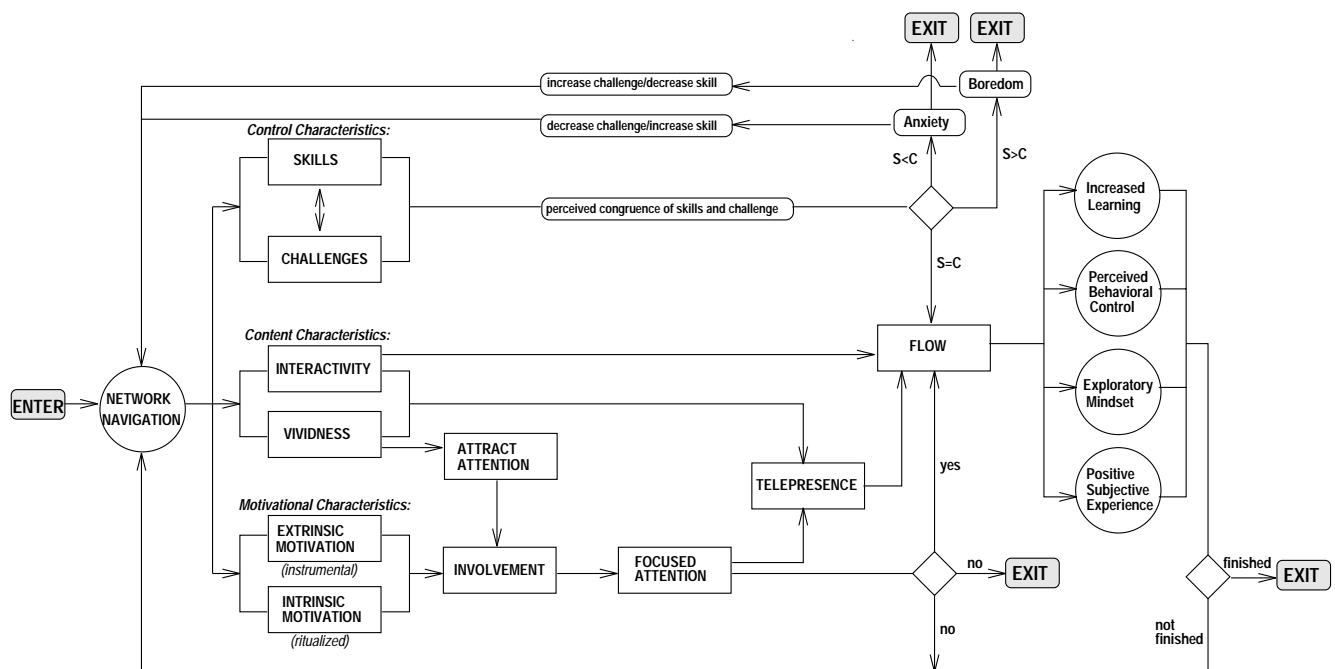 EXIT
EXIT
increase challenge/decrease skill
Boredom
decrease challenge/increase skill
Anxiety
Control Characteristics:
SKILLS
S<C
S>C
perceived congruence of skills and challenge
CHALLENGES
S=C
Increased
Learning
Perceived
Behavioral
Control
Content Characteristics:
INTERACTIVITY
FLOW
ENTER
NETWORK
NAVIGATION
VIVIDNESS
ATTRACT
ATTENTION
Exploratory
Mindset
yes
TELEPRESENCE
Positive
Subjective
Experience
Motivational Characteristics:
EXTRINSIC
MOTIVATION
(instrumental)
INVOLVEMENT
FOCUSED
ATTENTION
no
EXIT
finished
EXIT
INTRINSIC
MOTIVATION
(ritualized)
no
not
finished